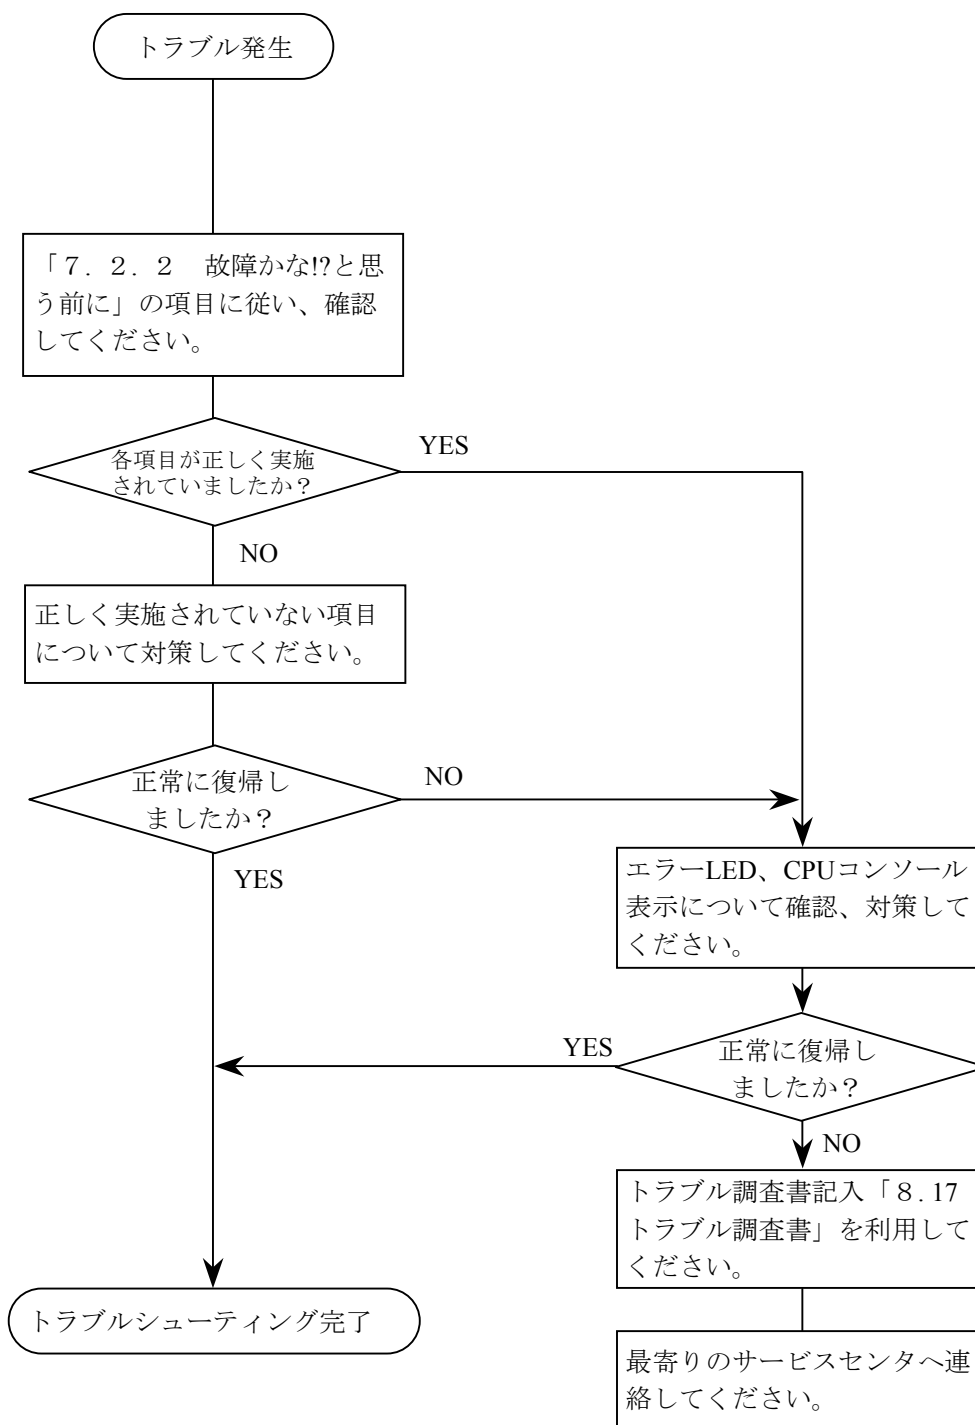 トラブル発生
「７．２．２　故障かな!?と思
う前に」の項目に従い、確認
してください。
各項目が正しく実施
されていましたか？
YES
NO
正しく実施されていない項目
について対策してください。
正常に復帰し
ましたか？
NO
YES
エラーLED、CPUコンソール
表示について確認、対策して
ください。
正常に復帰し
ましたか？
YES
NO
トラブル調査書記入「８.17
トラブル調査書」を利用して
ください。
トラブルシューティング完了
最寄りのサービスセンタへ連
絡してください。